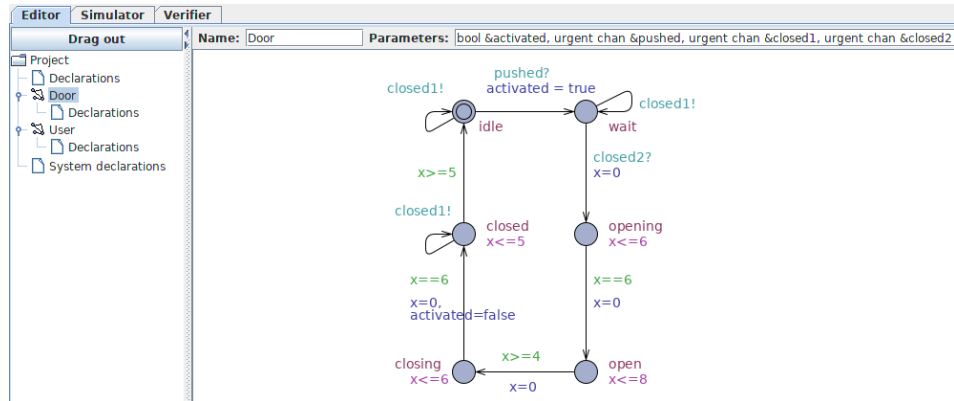 Editor Simulator Verifier
Drag out
Name: Door Parameters: bool &activated, urgent chan &pushed, urgent chan &closed1, urgent chan &closed2
Project
Declarations
Door
Declarations
User
Declarations
System declarations
pushed?
activated = true
closed1!
closed1!
idle
wait
closed2?
x=0
x>=5
closed1!
closed
x<=5
opening
x<=6
x==6
x=0,
activated=false
x==6
x=0
closing
x<=6
x>=4
x=0
open
x<=8